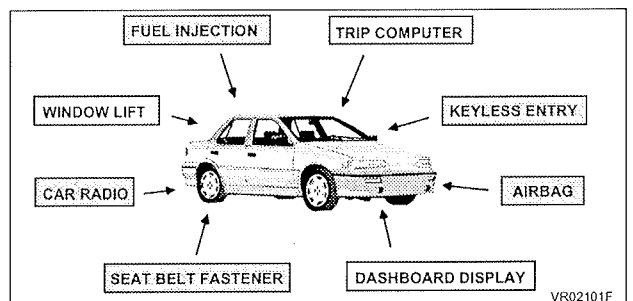 FUEL INJECTION
TRIP COMPUTER
WINDOW LIFT
KEYLESS ENTRY
CAR RADIO
AIRBAG
SEAT BELT FASTENER
DASHBOARD DISPLAY
VR02101F